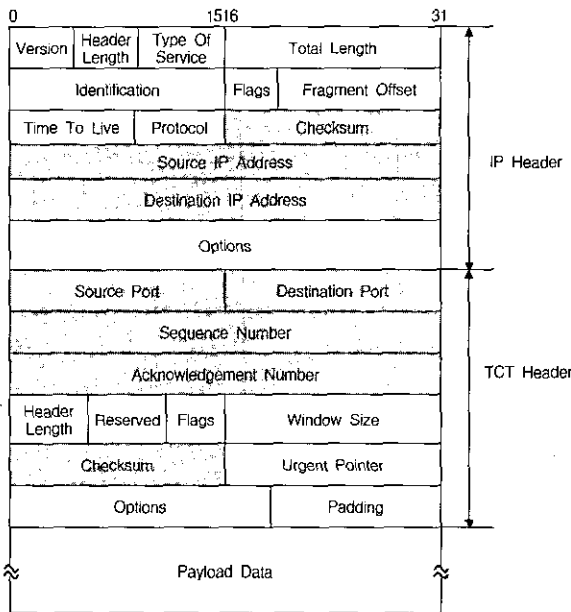 0 1516 31
Version Header Length Type Of Service Total Length
Identification Flags Fragment Offset
Time To Live Protocol Checksum
Source IP Address
Destination IP Address
Options
IP Header
Source Port Destination Port
Sequence Number
Acknowledgement Number
TCT Header
Header Length Reserved Flags Window Size
Checksum Urgent Pointer
Options Padding
Payload Data